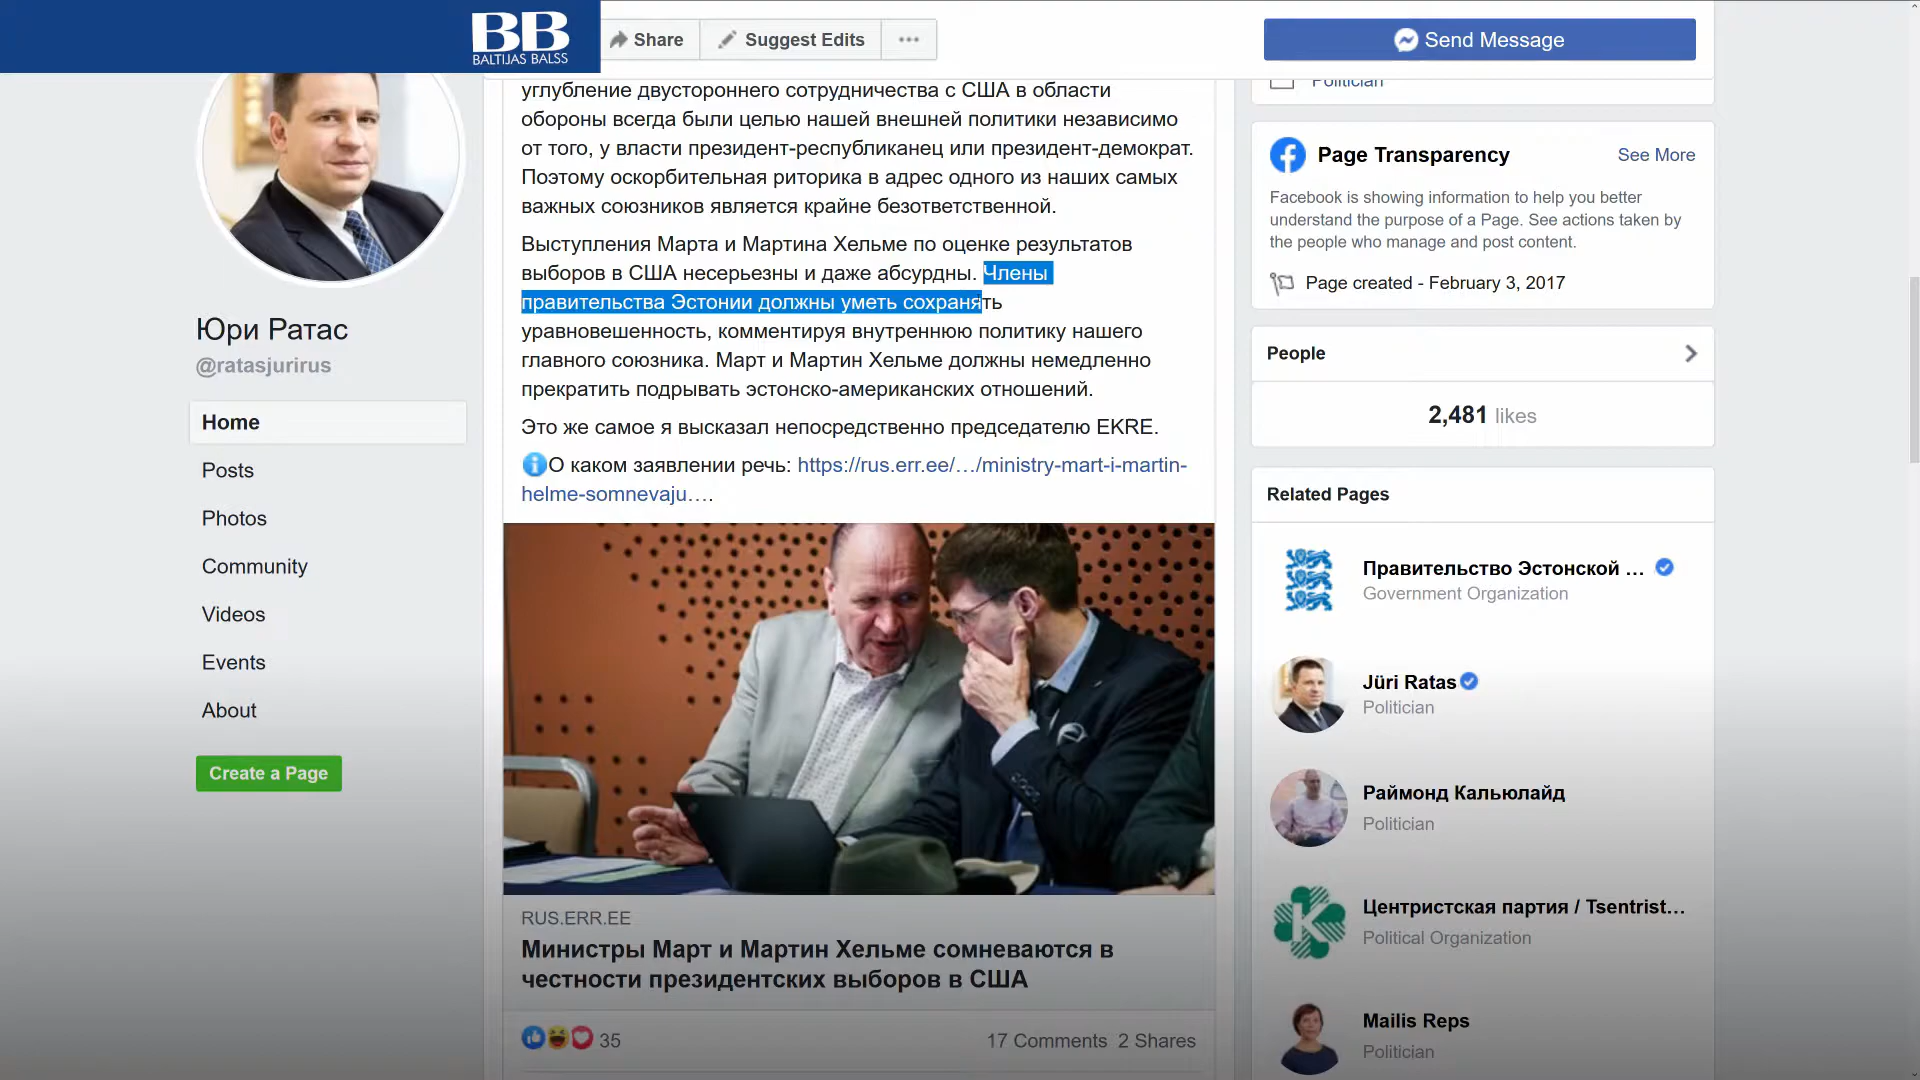 BB
BALTIJAS BALSS
Share
Suggest Edits
Send Message
Politician
углубление двустороннего сотрудничества с США в области
обороны всегда были целью нашей внешней политики независимо
от того, у власти президент-республиканец или президент-демократ.
Поэтому оскорбительная риторика в адрес одного из наших самых
важных союзников является крайне безответственной.
Выступления Марта и Мартина Хельме по оценке результатов
выборов в США несерьезны и даже абсурдны. Члены
правительства Эстонии должны уметь сохранять
уравновешенность, комментируя внутреннюю политику нашего
главного союзника. Март и Мартин Хельме должны немедленно
прекратить подрывать эстонско-американских отношений.
Это же самое я высказал непосредственно председателю EKRE.
О каком заявлении речь: https://rus.err.ee/…/ministry-mart-i-martin-
helme-somnevaju….
RUS.ERR.EE
Министры Март и Мартин Хельме сомневаются в
честности президентских выборов в США
35
17 Comments 2 Shares
Юри Ратас
@ratasjurirus
Home
Posts
Photos
Community
Videos
Events
About
Create a Page
Page Transparency
See More
Facebook is showing information to help you better
understand the purpose of a Page. See actions taken by
the people who manage and post content.
Page created - February 3, 2017
People
2,481 likes
Related Pages
Правительство Эстонской ...
Government Organization
Jüri Ratas
Politician
Раймонд Кальюлайд
Politician
Центристская партия / Tsentrist...
Political Organization
Mailis Reps
Politician